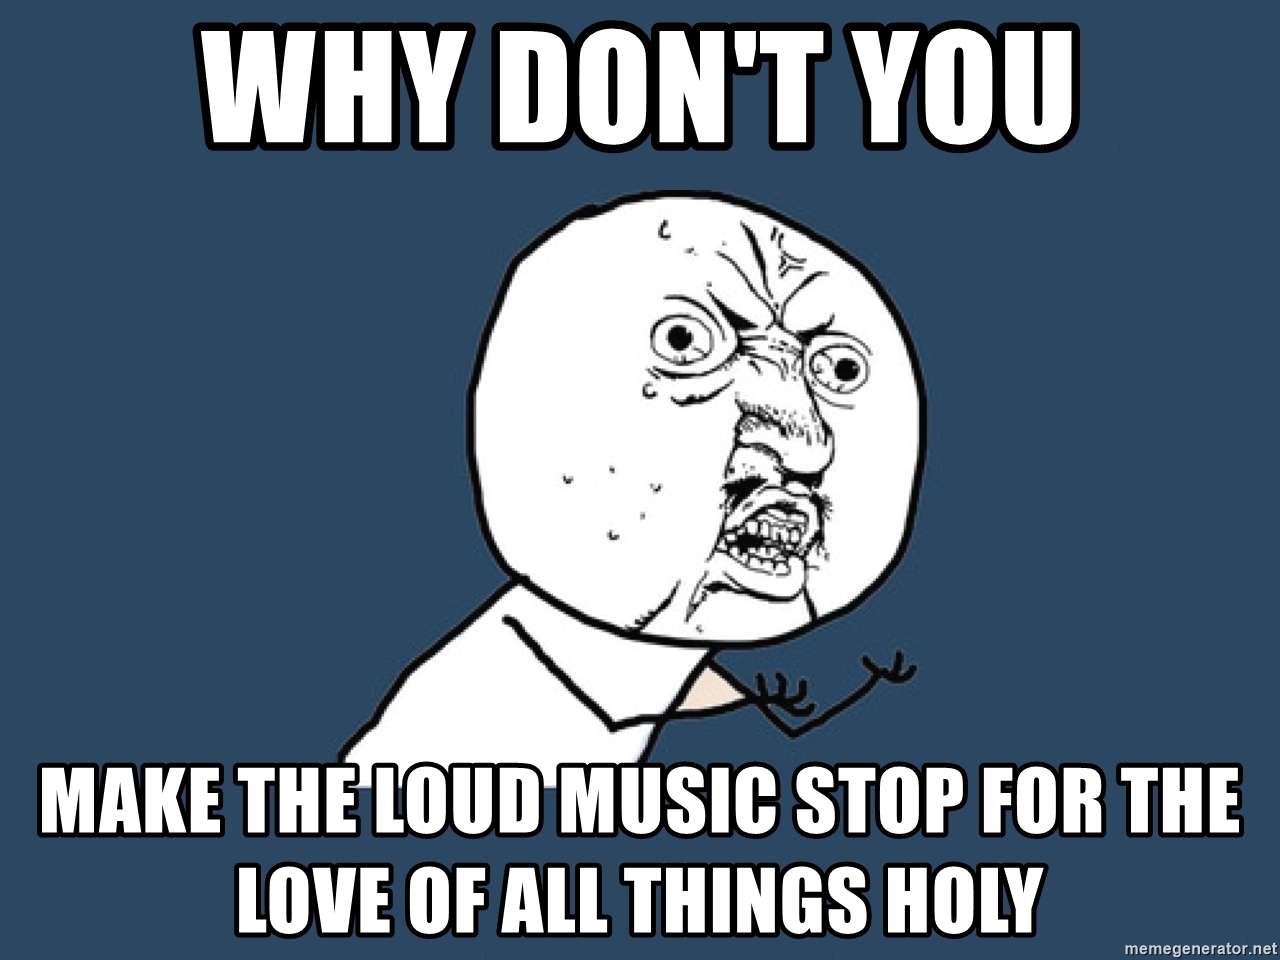 WHY DON'T YOU
MAKE THE LOUD MUSIC STOP FOR THE
LOVE OF ALL THINGS HOLY
memegenerator.net